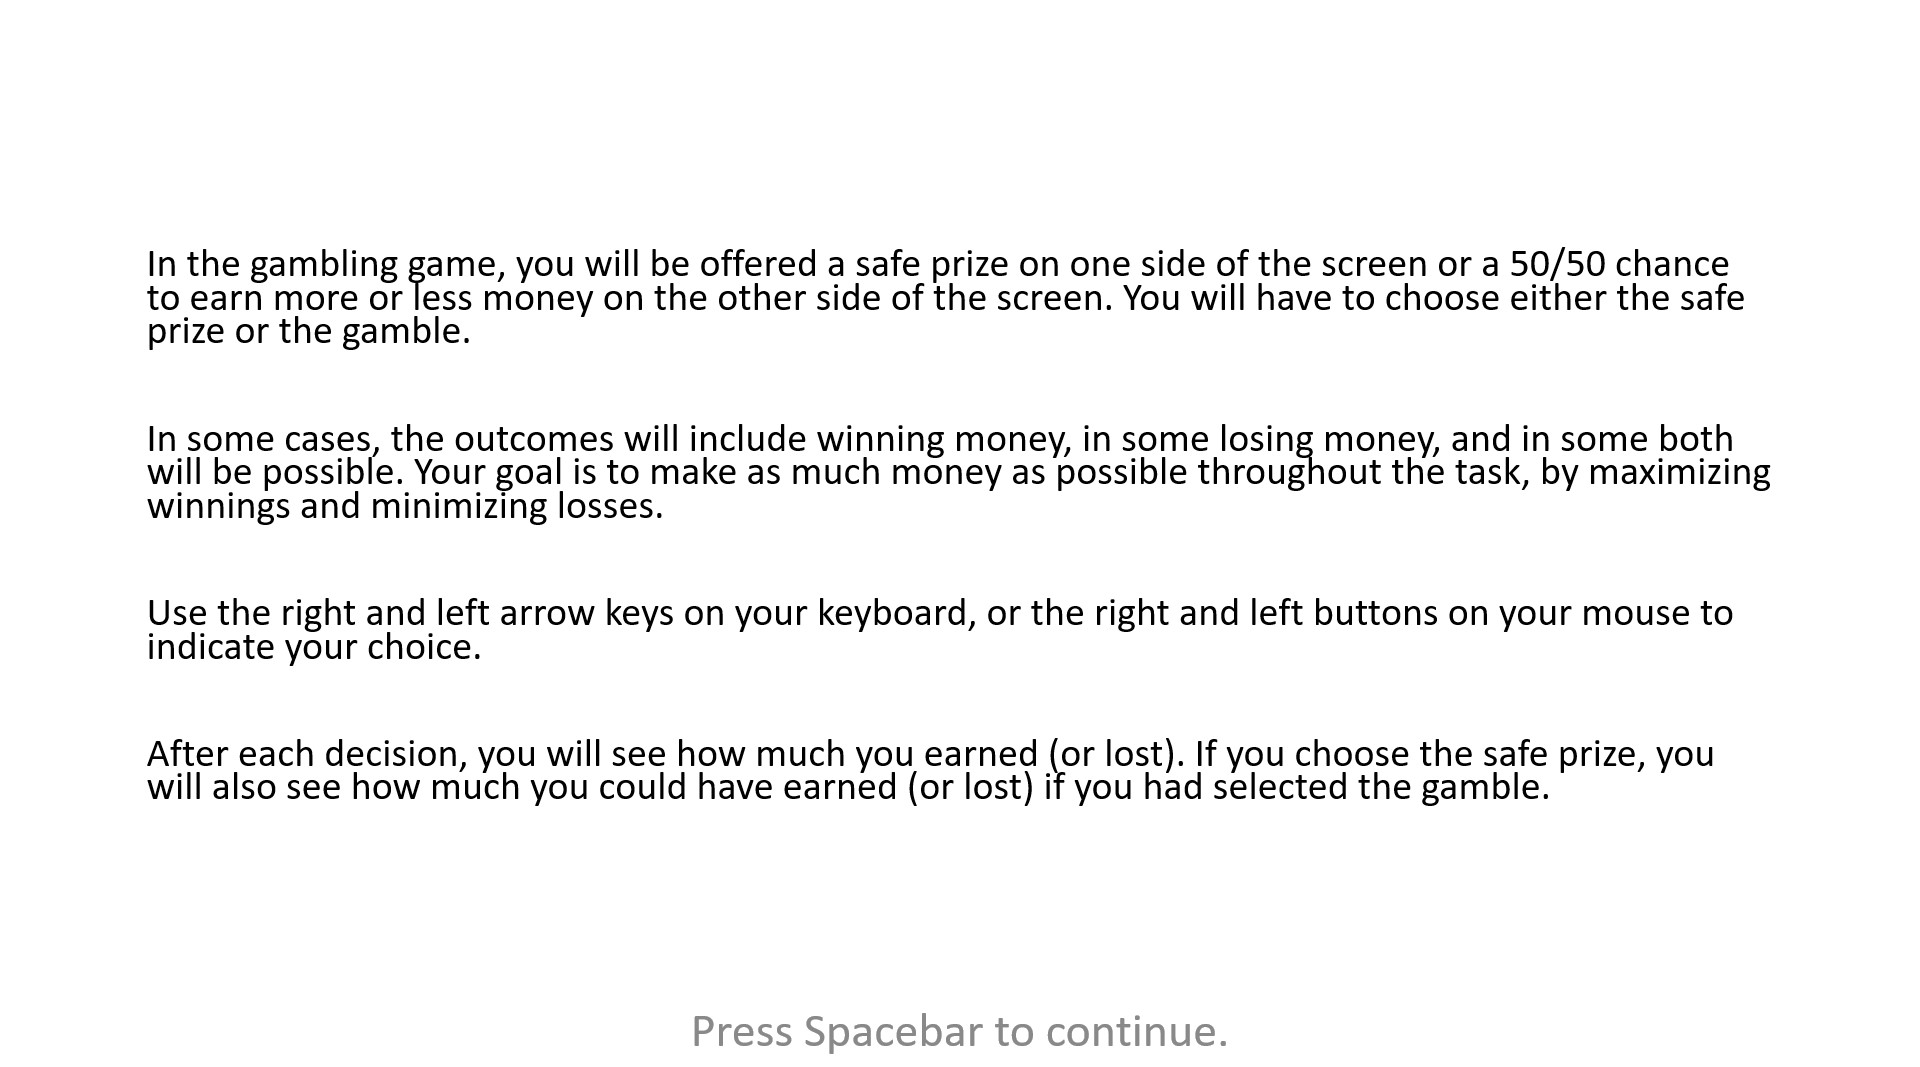 In the gambling game, you will be offered a safe prize on one side of the screen or a 50/50 chance
to earn more or less money on the other side of the screen. You will have to choose either the safe
prize or the gamble.
In some cases, the outcomes will include winning money, in some losing money, and in some both
will be possible. Your goal is to make as much money as possible throughout the task, by maximizing
winnings and minimizing losses.
Use the right and left arrow keys on your keyboard, or the right and left buttons on your mouse to
indicate your choice.
After each decision, you will see how much you earned (or lost). If you choose the safe prize, you
will also see how much you could have earned (or lost) if you had selected the gamble.
Press Spacebar to continue.